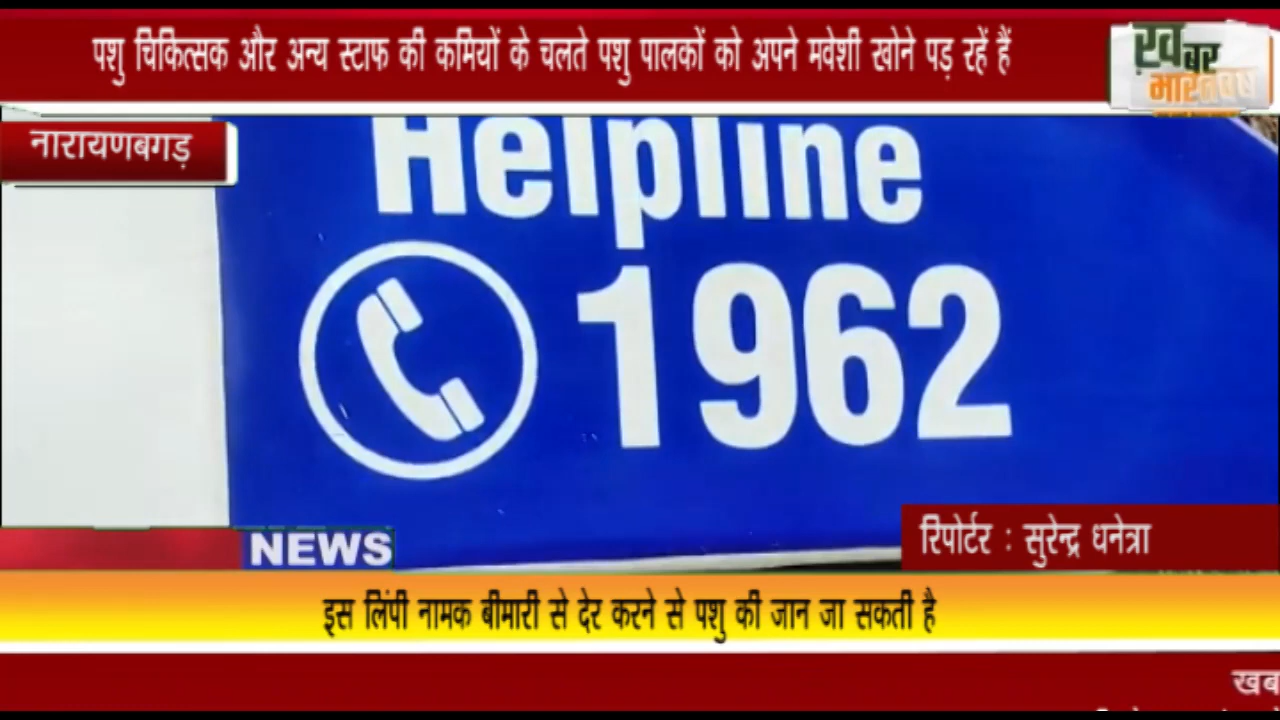 पशु चिकित्सक और अन्य स्टाफ की कमियों के चलते पशु पालकों को अपने मवेशी खोने पड़ रहें हैं
ख़बर
भारतवर्ष
नारायणबगड़
Helpline
1962
रिपोर्टर : सुरेन्द्र धनेत्रा
NEWS
इस लिंपी नामक बीमारी से देर करने से पशु की जान जा सकती है